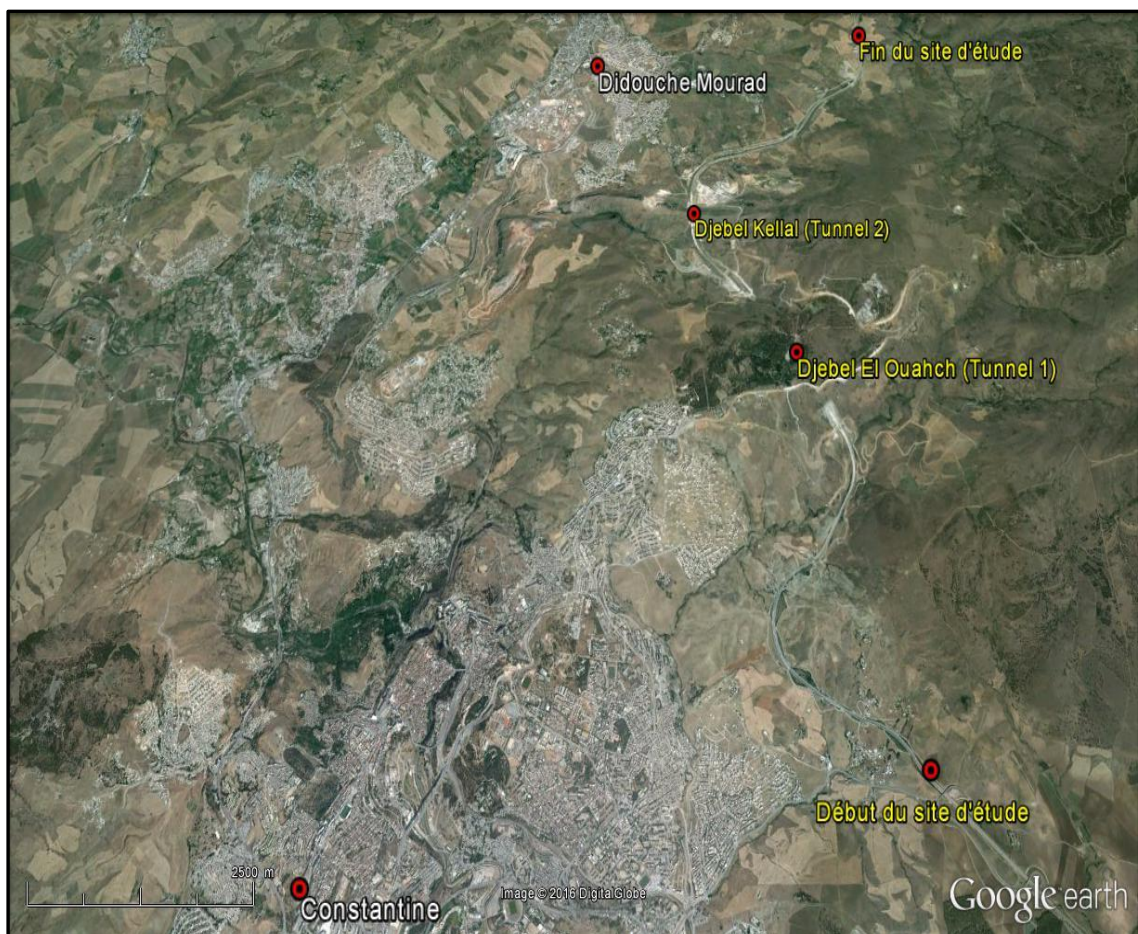 Fin du site d'étude
Didouche Mourad
Djebel Kellal (Tunnel 2)
Djebel El Ouahch (Tunnel 1)
Début du site d'étude
2500 m
Constantine
Image © 2016 DigitalGlobe
Google earth